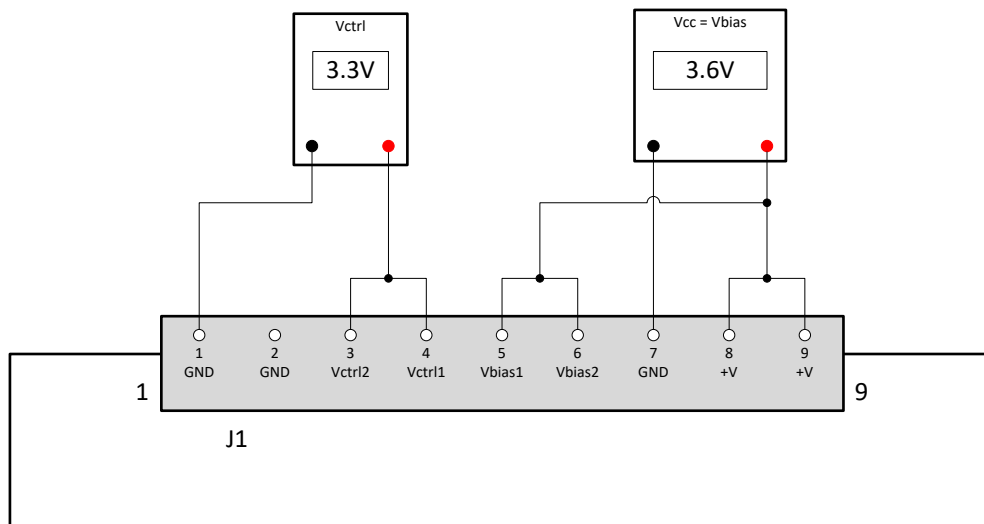 Vctrl
3.3V
Vcc = Vbias
3.6V
1 2 3 4 5 6 7 8 9
GND GND Vctrl2 Vctrl1 Vbias1 Vbias2 GND +V +V
1
9
J1